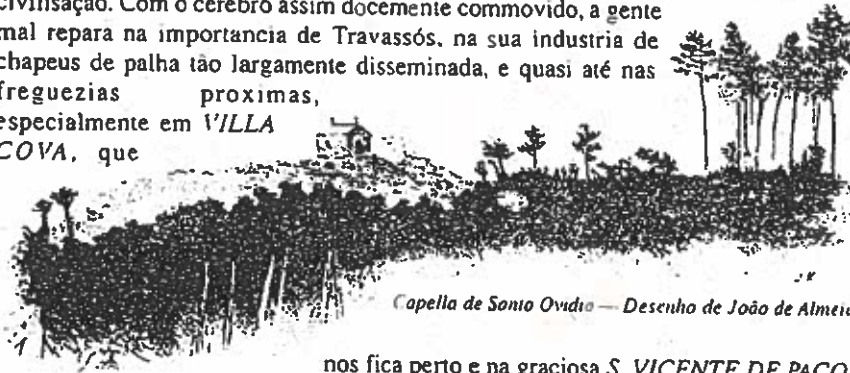 civilisação. Com o cerebro assim docemente commovido, a gente
mal repara na importancia de Travassós, na sua industria de
chapeus de palha tão largamente disseminada, e quasi até nas
freguezias proximas,
especialmente em VILLA
COVA, que
Capella de Santo Ovidio — Desenho de João de
nos fica perto e na graciosa S. VICENTE DE PAÇO